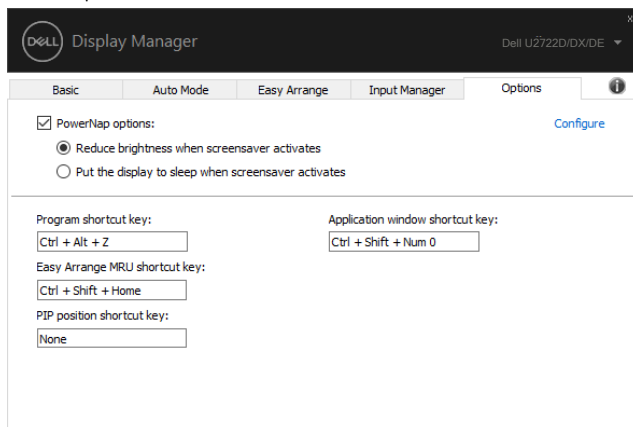 DELL Display Manager
x
Dell U2722D/DX/DE
Basic Auto Mode Easy Arrange Input Manager Options
PowerNap options: Configure
Reduce brightness when screensaver activates
Put the display to sleep when screensaver activates
Program shortcut key: Application window shortcut key:
Ctrl + Alt + Z Ctrl + Shift + Num 0
Easy Arrange MRU shortcut key:
Ctrl + Shift + Home
PIP position shortcut key:
None